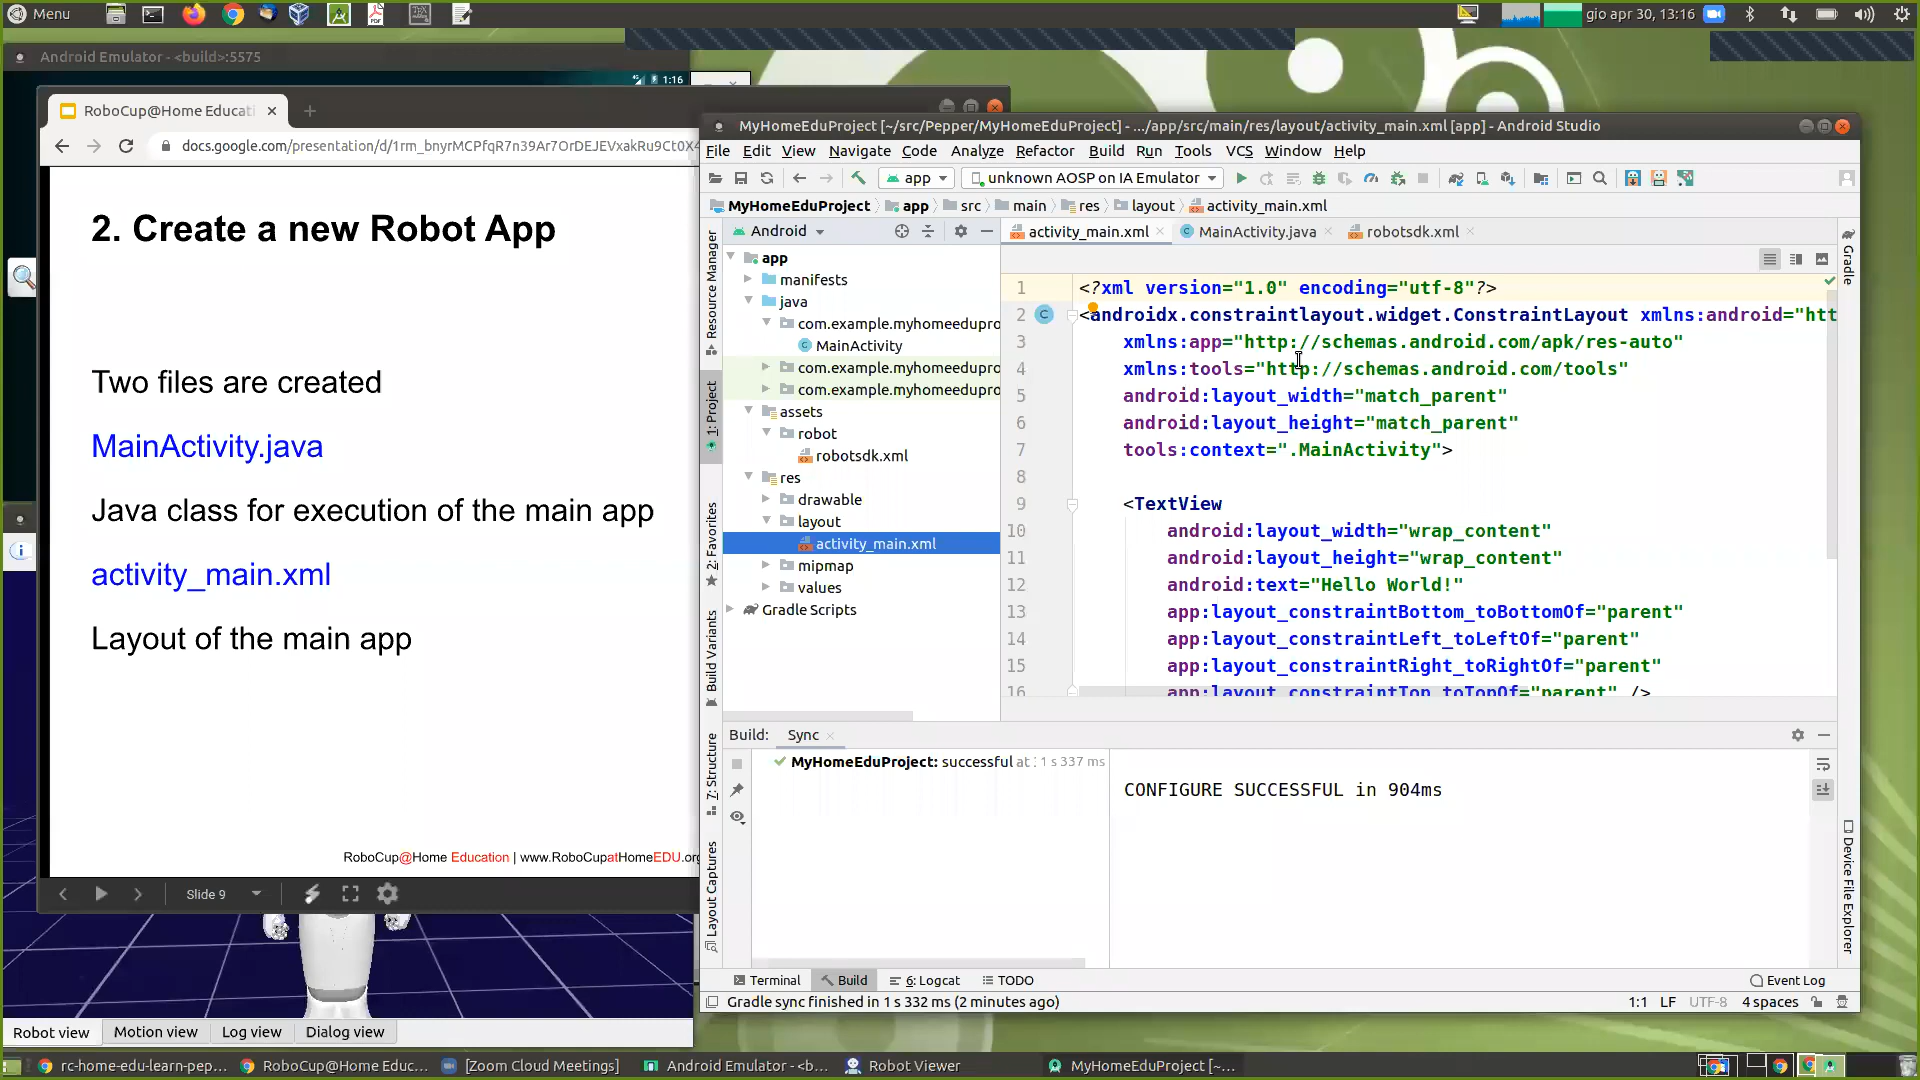 Menu
gio apr 30, 13:16
Android Emulator - <build>:5575
1:16
RoboCup@Home Educati
docs.google.com/presentation/d/1rm_bnyrMCPfqR7n39Ar7OrDEJEVxakRu9Ct0X4
2. Create a new Robot App
Two files are created
MainActivity.java
Java class for execution of the main app
activity_main.xml
Layout of the main app
RoboCup@Home Education | www.RoboCupatHomeEDU.org
Slide 9
Robot view
Motion view
Log view
Dialog view
MyHomeEduProject [~/src/Pepper/MyHomeEduProject] - .../app/src/main/res/layout/activity_main.xml [app] - Android Studio
File Edit View Navigate Code Analyze Refactor Build Run Tools VCS Window Help
app
unknown AOSP on IA Emulator
MyHomeEduProject app src main res layout activity_main.xml
Android
activity_main.xml
MainActivity.java
robotsdk.xml
Resource Manager
1: Project
2: Favorites
Build Variants
7: Structure
Layout Captures
app
manifests
java
com.example.myhomeedupro
MainActivity
com.example.myhomeedupro
com.example.myhomeedupro
assets
robot
robotsdk.xml
res
drawable
layout
activity_main.xml
mipmap
values
Gradle Scripts
1 <?xml version="1.0" encoding="utf-8"?>
2 <androidx.constraintlayout.widget.ConstraintLayout xmlns:android="htt
3 xmlns:app="http://schemas.android.com/apk/res-auto"
4 xmlns:tools="http://schemas.android.com/tools"
5 android:layout_width="match_parent"
6 android:layout_height="match_parent"
7 tools:context=".MainActivity">
8
9 <TextView
10 android:layout_width="wrap_content"
11 android:layout_height="wrap_content"
12 android:text="Hello World!"
13 app:layout_constraintBottom_toBottomOf="parent"
14 app:layout_constraintLeft_toLeftOf="parent"
15 app:layout_constraintRight_toRightOf="parent"
16 app:layout_constraintTop_toTopOf="parent" />
Gradle
Device File Explorer
Build: Sync
MyHomeEduProject: successful at : 1 s 337 ms
CONFIGURE SUCCESSFUL in 904ms
Terminal
Build
6: Logcat
TODO
Event Log
Gradle sync finished in 1 s 332 ms (2 minutes ago)
1:1 LF UTF-8 4 spaces
rc-home-edu-learn-pep...
RoboCup@Home Educ...
[Zoom Cloud Meetings]
Android Emulator - <b...
Robot Viewer
MyHomeEduProject [~...